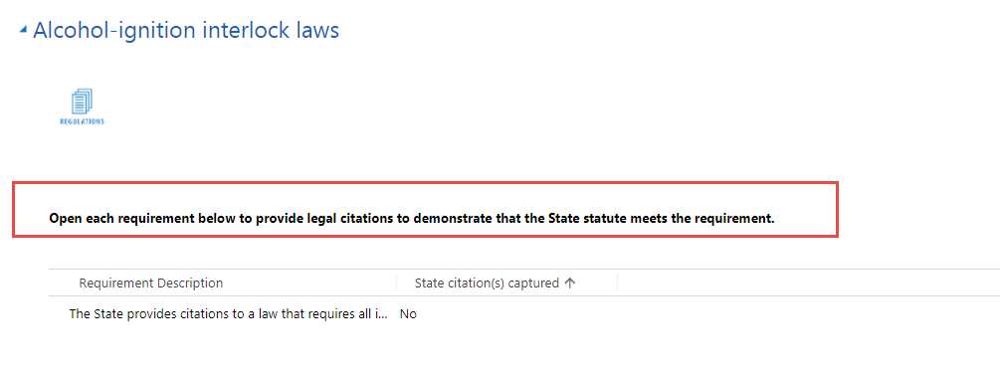 Alcohol-ignition interlock laws
REGULATIONS
Open each requirement below to provide legal citations to demonstrate that the State statute meets the requirement.
Requirement Description State citation(s) captured ↑
The State provides citations to a law that requires all i... No